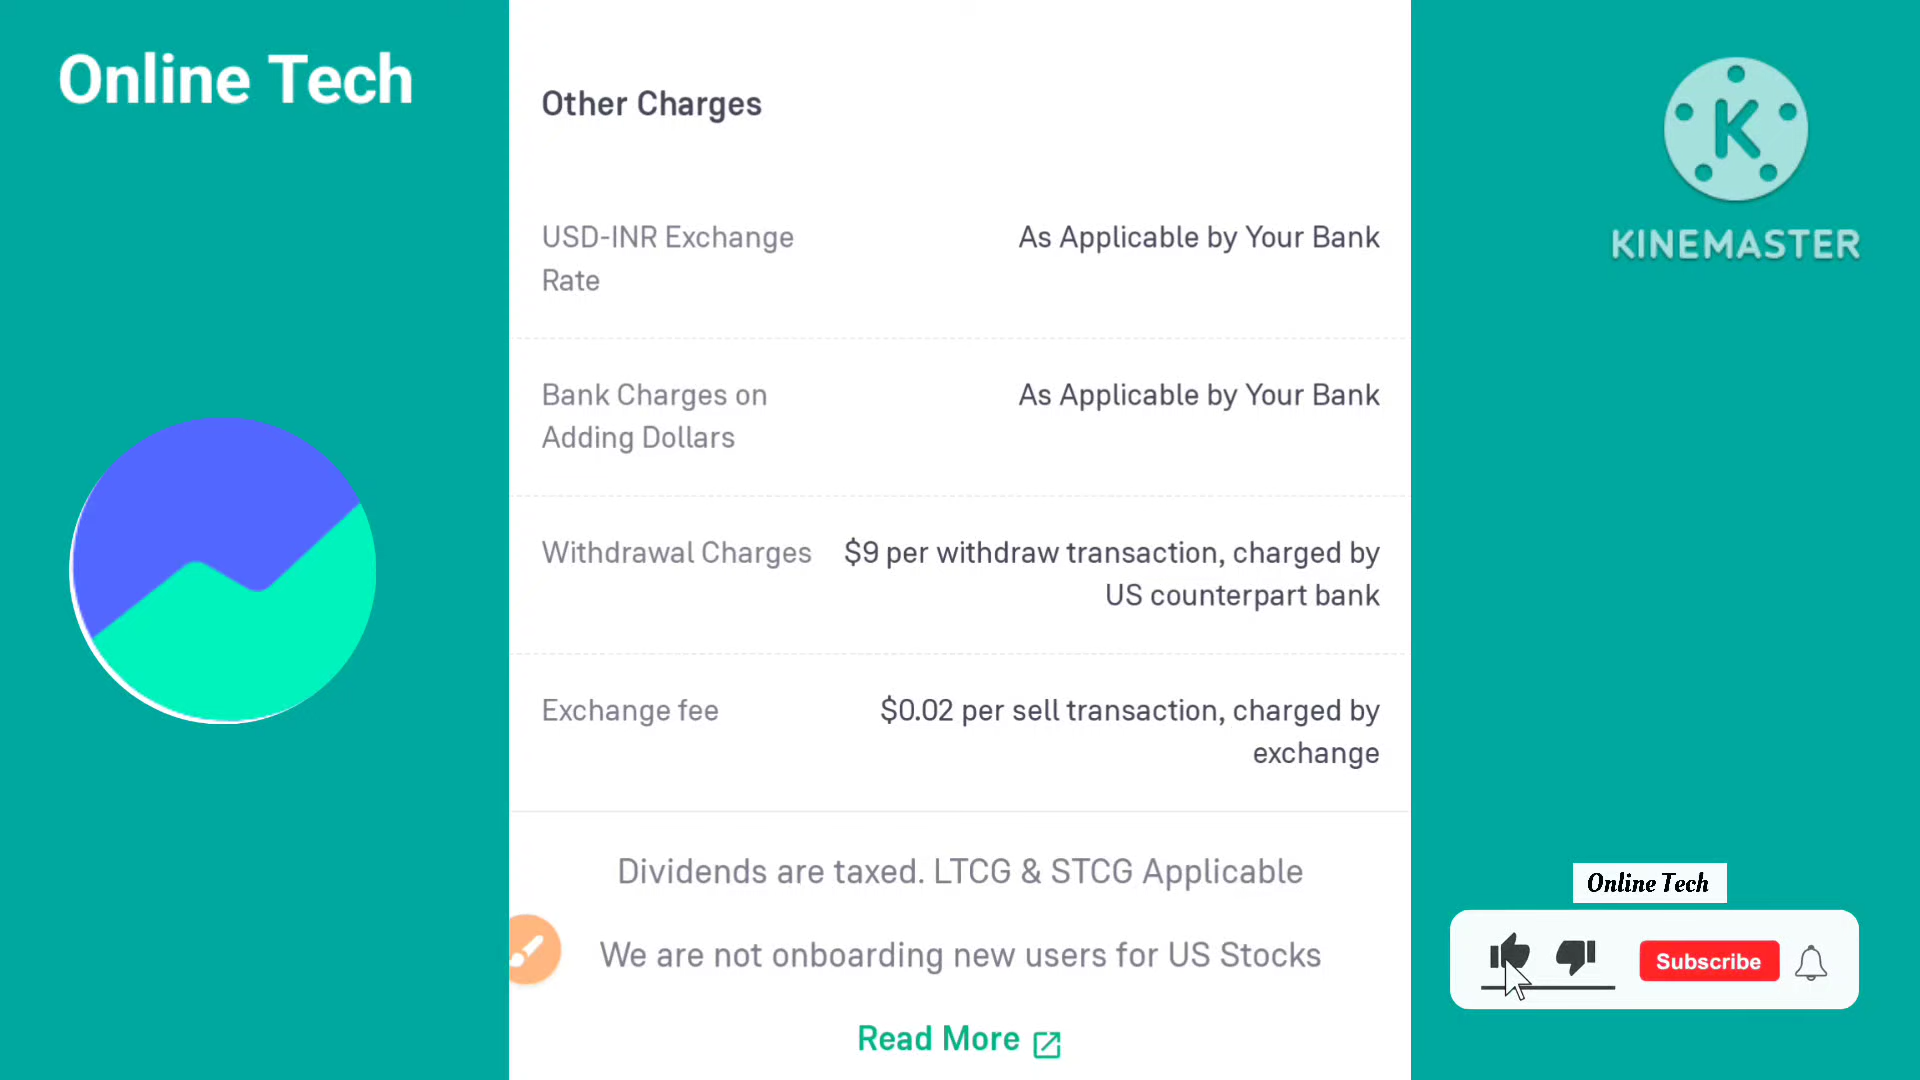 Online Tech
K
KINEMASTER
Other Charges
USD-INR Exchange
Rate
As Applicable by Your Bank
Bank Charges on
Adding Dollars
As Applicable by Your Bank
Withdrawal Charges
$9 per withdraw transaction, charged by
US counterpart bank
Exchange fee
$0.02 per sell transaction, charged by
exchange
Dividends are taxed. LTCG & STCG Applicable
We are not onboarding new users for US Stocks
Read More
Online Tech
Subscribe